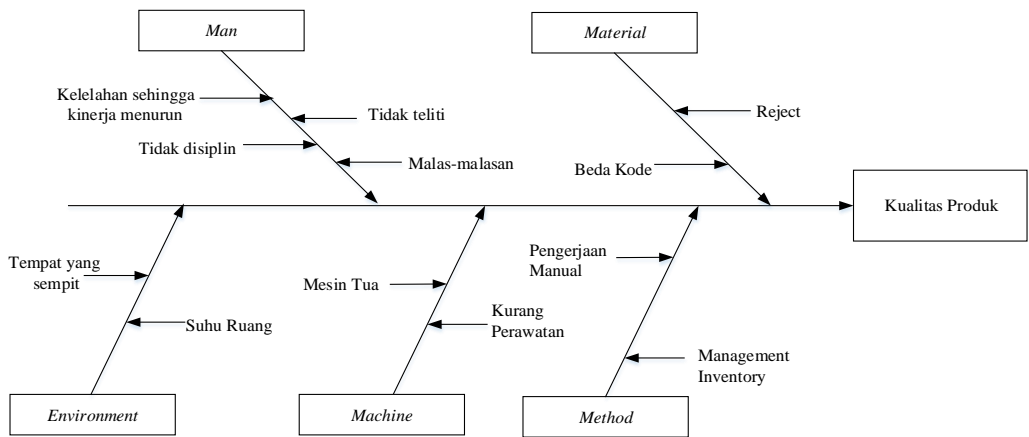 Man
Material
Kelelahan sehingga
kinerja menurun
Tidak teliti
Tidak disiplin
Malas-malasan
Reject
Beda Kode
Kualitas Produk
Tempat yang
sempit
Suhu Ruang
Mesin Tua
Kurang
Perawatan
Pengerjaan
Manual
Management
Inventory
Environment
Machine
Method